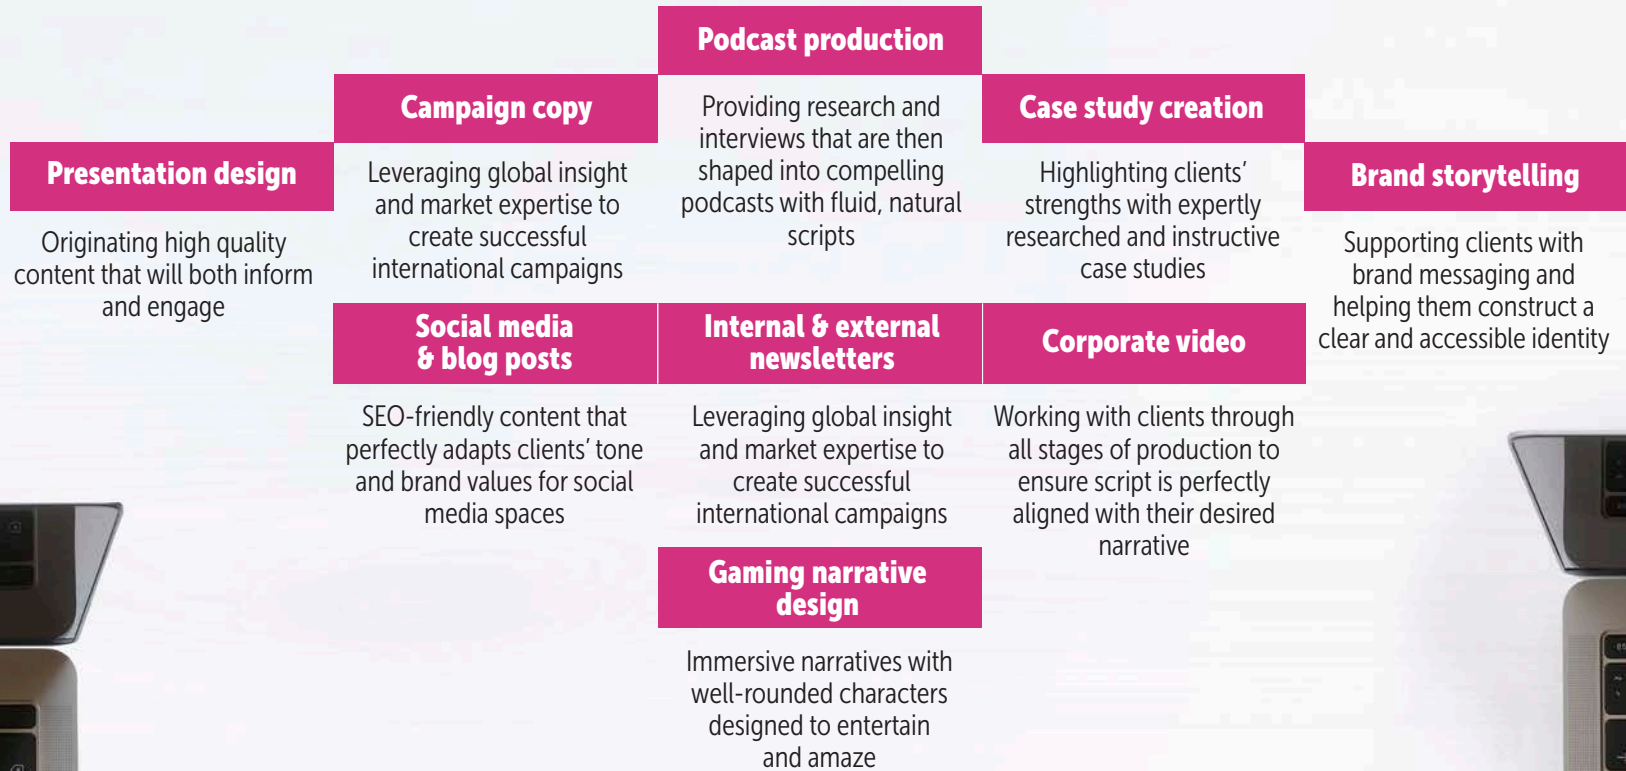 Podcast production
Providing research and
interviews that are then
shaped into compelling
podcasts with fluid, natural
scripts
Campaign copy
Leveraging global insight
and market expertise to
create successful
international campaigns
Case study creation
Highlighting clients’
strengths with expertly
researched and instructive
case studies
Presentation design
Originating high quality
content that will both inform
and engage
Brand storytelling
Supporting clients with
brand messaging and
helping them construct a
clear and accessible identity
Social media
& blog posts
SEO-friendly content that
perfectly adapts clients’ tone
and brand values for social
media spaces
Internal & external
newsletters
Leveraging global insight
and market expertise to
create successful
international campaigns
Corporate video
Working with clients through
all stages of production to
ensure script is perfectly
aligned with their desired
narrative
Gaming narrative
design
Immersive narratives with
well-rounded characters
designed to entertain
and amaze